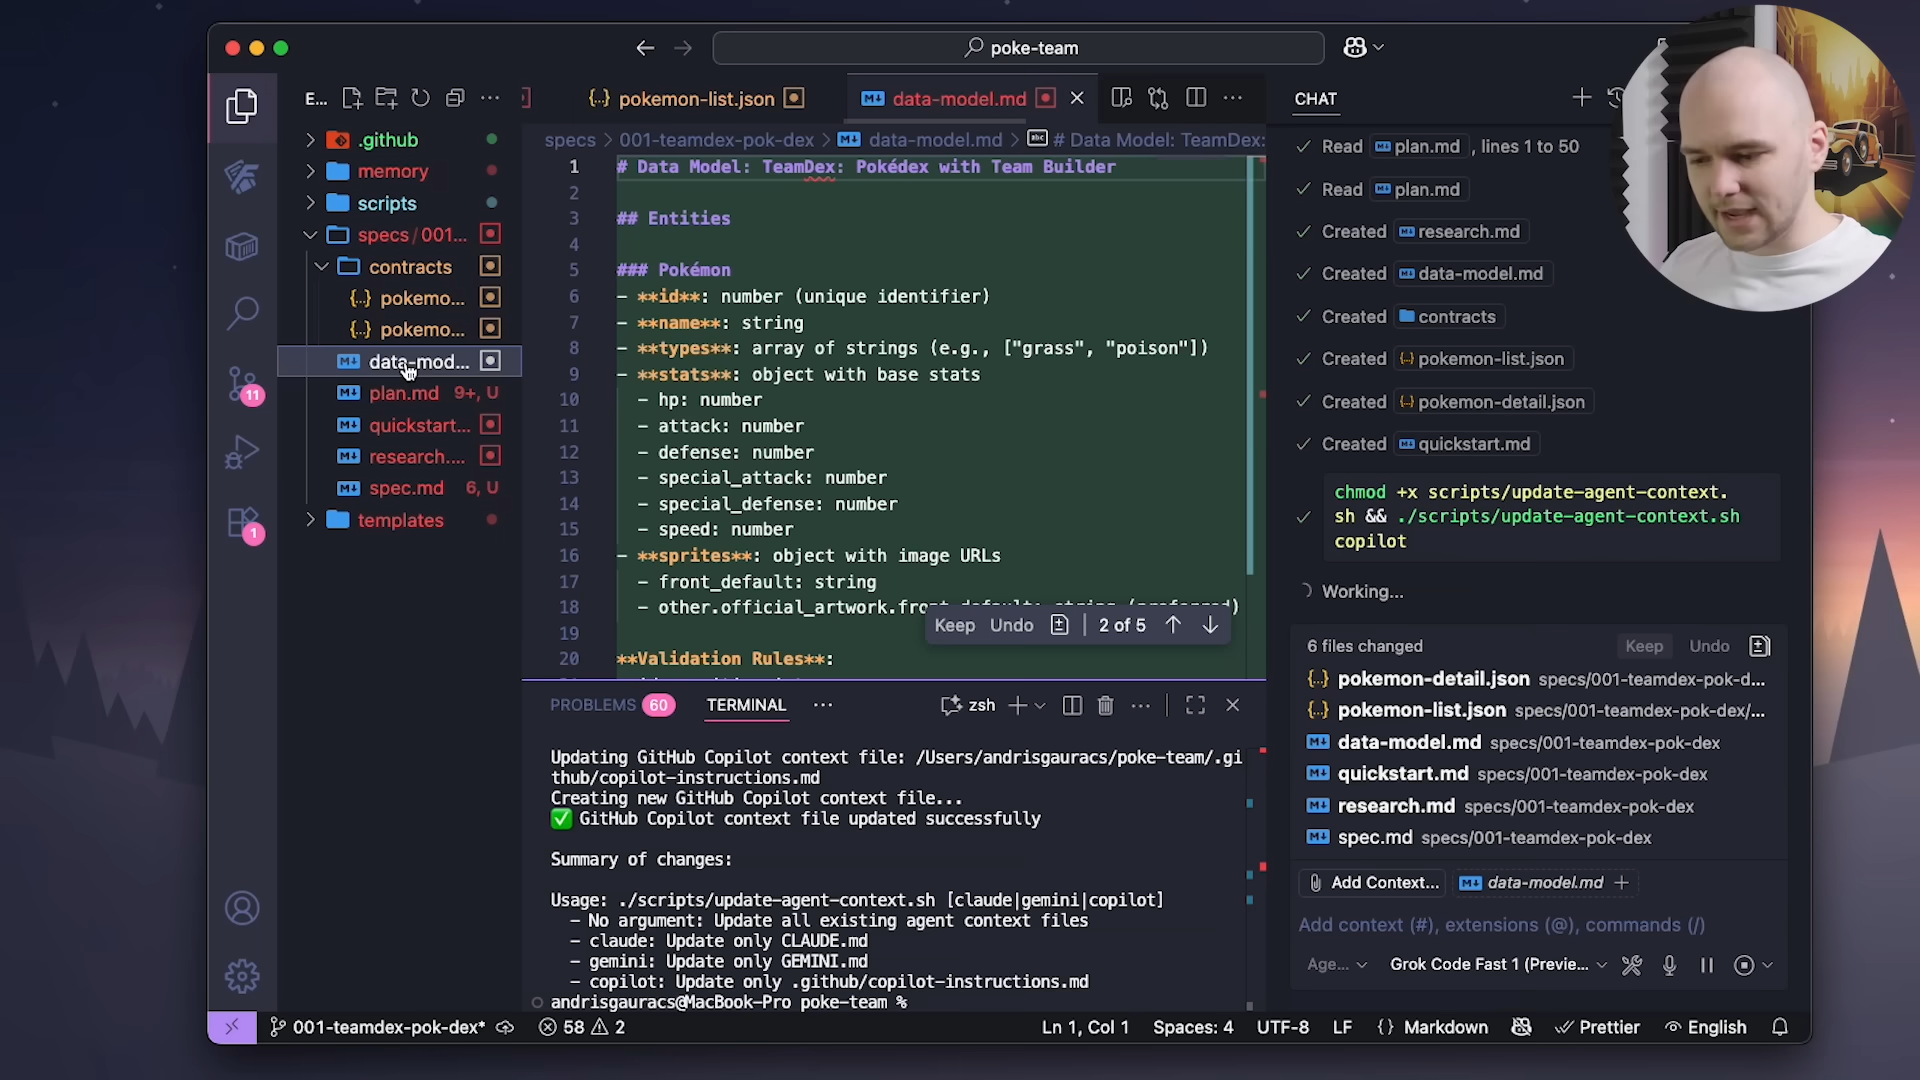 poke-team
E...
pokemon-list.json
data-model.md
CHAT
specs > 001-teamdex-pok-dex > data-model.md > # Data Model: TeamDex:
.github
memory
scripts
specs / 001...
contracts
pokemo...
pokemo...
data-mod...
plan.md 9+, U
quickstart...
research....
spec.md 6, U
templates
11
1
1 # Data Model: TeamDex: Pokédex with Team Builder
2
3 ## Entities
4
5 ### Pokémon
6 - **id**: number (unique identifier)
7 - **name**: string
8 - **types**: array of strings (e.g., ["grass", "poison"])
9 - **stats**: object with base stats
10 - hp: number
11 - attack: number
12 - defense: number
13 - special_attack: number
14 - special_defense: number
15 - speed: number
16 - **sprites**: object with image URLs
17 - front_default: string
18 - other.official_artwork.front_default: string (preferred)
19
20 **Validation Rules**:
Keep Undo 2 of 5
PROBLEMS 60 TERMINAL ... zsh
Updating GitHub Copilot context file: /Users/andrisgauracs/poke-team/.gi
thub/copilot-instructions.md
Creating new GitHub Copilot context file...
✅ GitHub Copilot context file updated successfully
Summary of changes:
Usage: ./scripts/update-agent-context.sh [claude|gemini|copilot]
- No argument: Update all existing agent context files
- claude: Update only CLAUDE.md
- gemini: Update only GEMINI.md
- copilot: Update only .github/copilot-instructions.md
andrisgauracs@MacBook-Pro poke-team %
Read plan.md , lines 1 to 50
Read plan.md
Created research.md
Created data-model.md
Created contracts
Created pokemon-list.json
Created pokemon-detail.json
Created quickstart.md
chmod +x scripts/update-agent-context.
sh && ./scripts/update-agent-context.sh
copilot
Working...
6 files changed Keep Undo
pokemon-detail.json specs/001-teamdex-pok-d...
pokemon-list.json specs/001-teamdex-pok-dex/...
data-model.md specs/001-teamdex-pok-dex
quickstart.md specs/001-teamdex-pok-dex
research.md specs/001-teamdex-pok-dex
spec.md specs/001-teamdex-pok-dex
Add Context... data-model.md +
Add context (#), extensions (@), commands (/)
Age... Grok Code Fast 1 (Previe...
001-teamdex-pok-dex* 58 2 Ln 1, Col 1 Spaces: 4 UTF-8 LF {} Markdown Prettier English